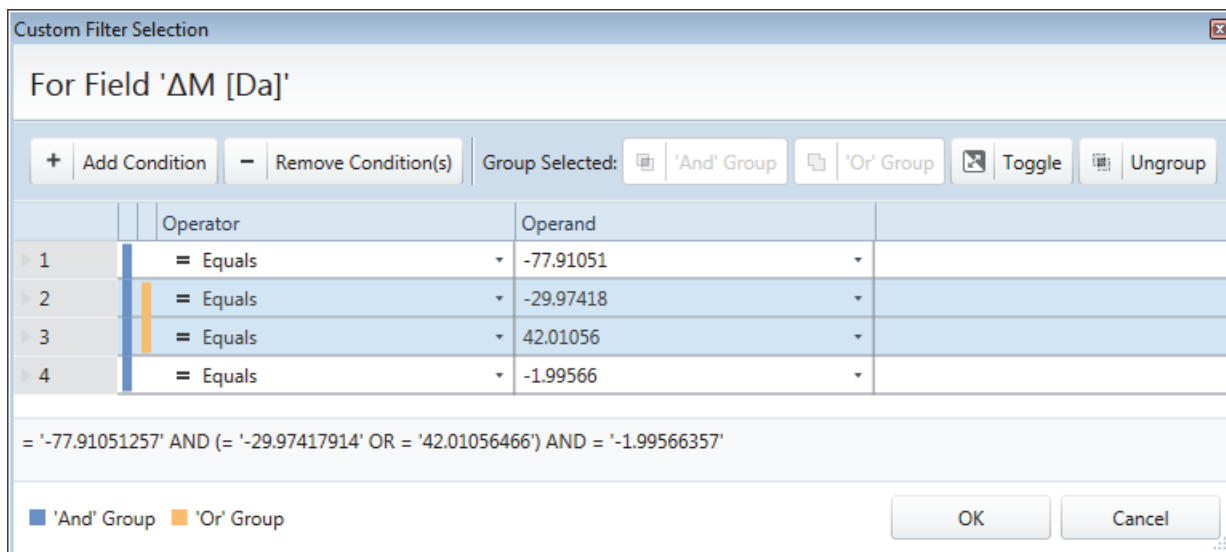 Custom Filter Selection
For Field 'ΔM [Da]'
+ Add Condition − Remove Condition(s) Group Selected: 'And' Group 'Or' Group Toggle Ungroup
Operator Operand
1 = Equals -77.91051
2 = Equals -29.97418
3 = Equals 42.01056
4 = Equals -1.99566
= '-77.91051257' AND (= '-29.97417914' OR = '42.01056466') AND = '-1.99566357'
'And' Group 'Or' Group OK Cancel